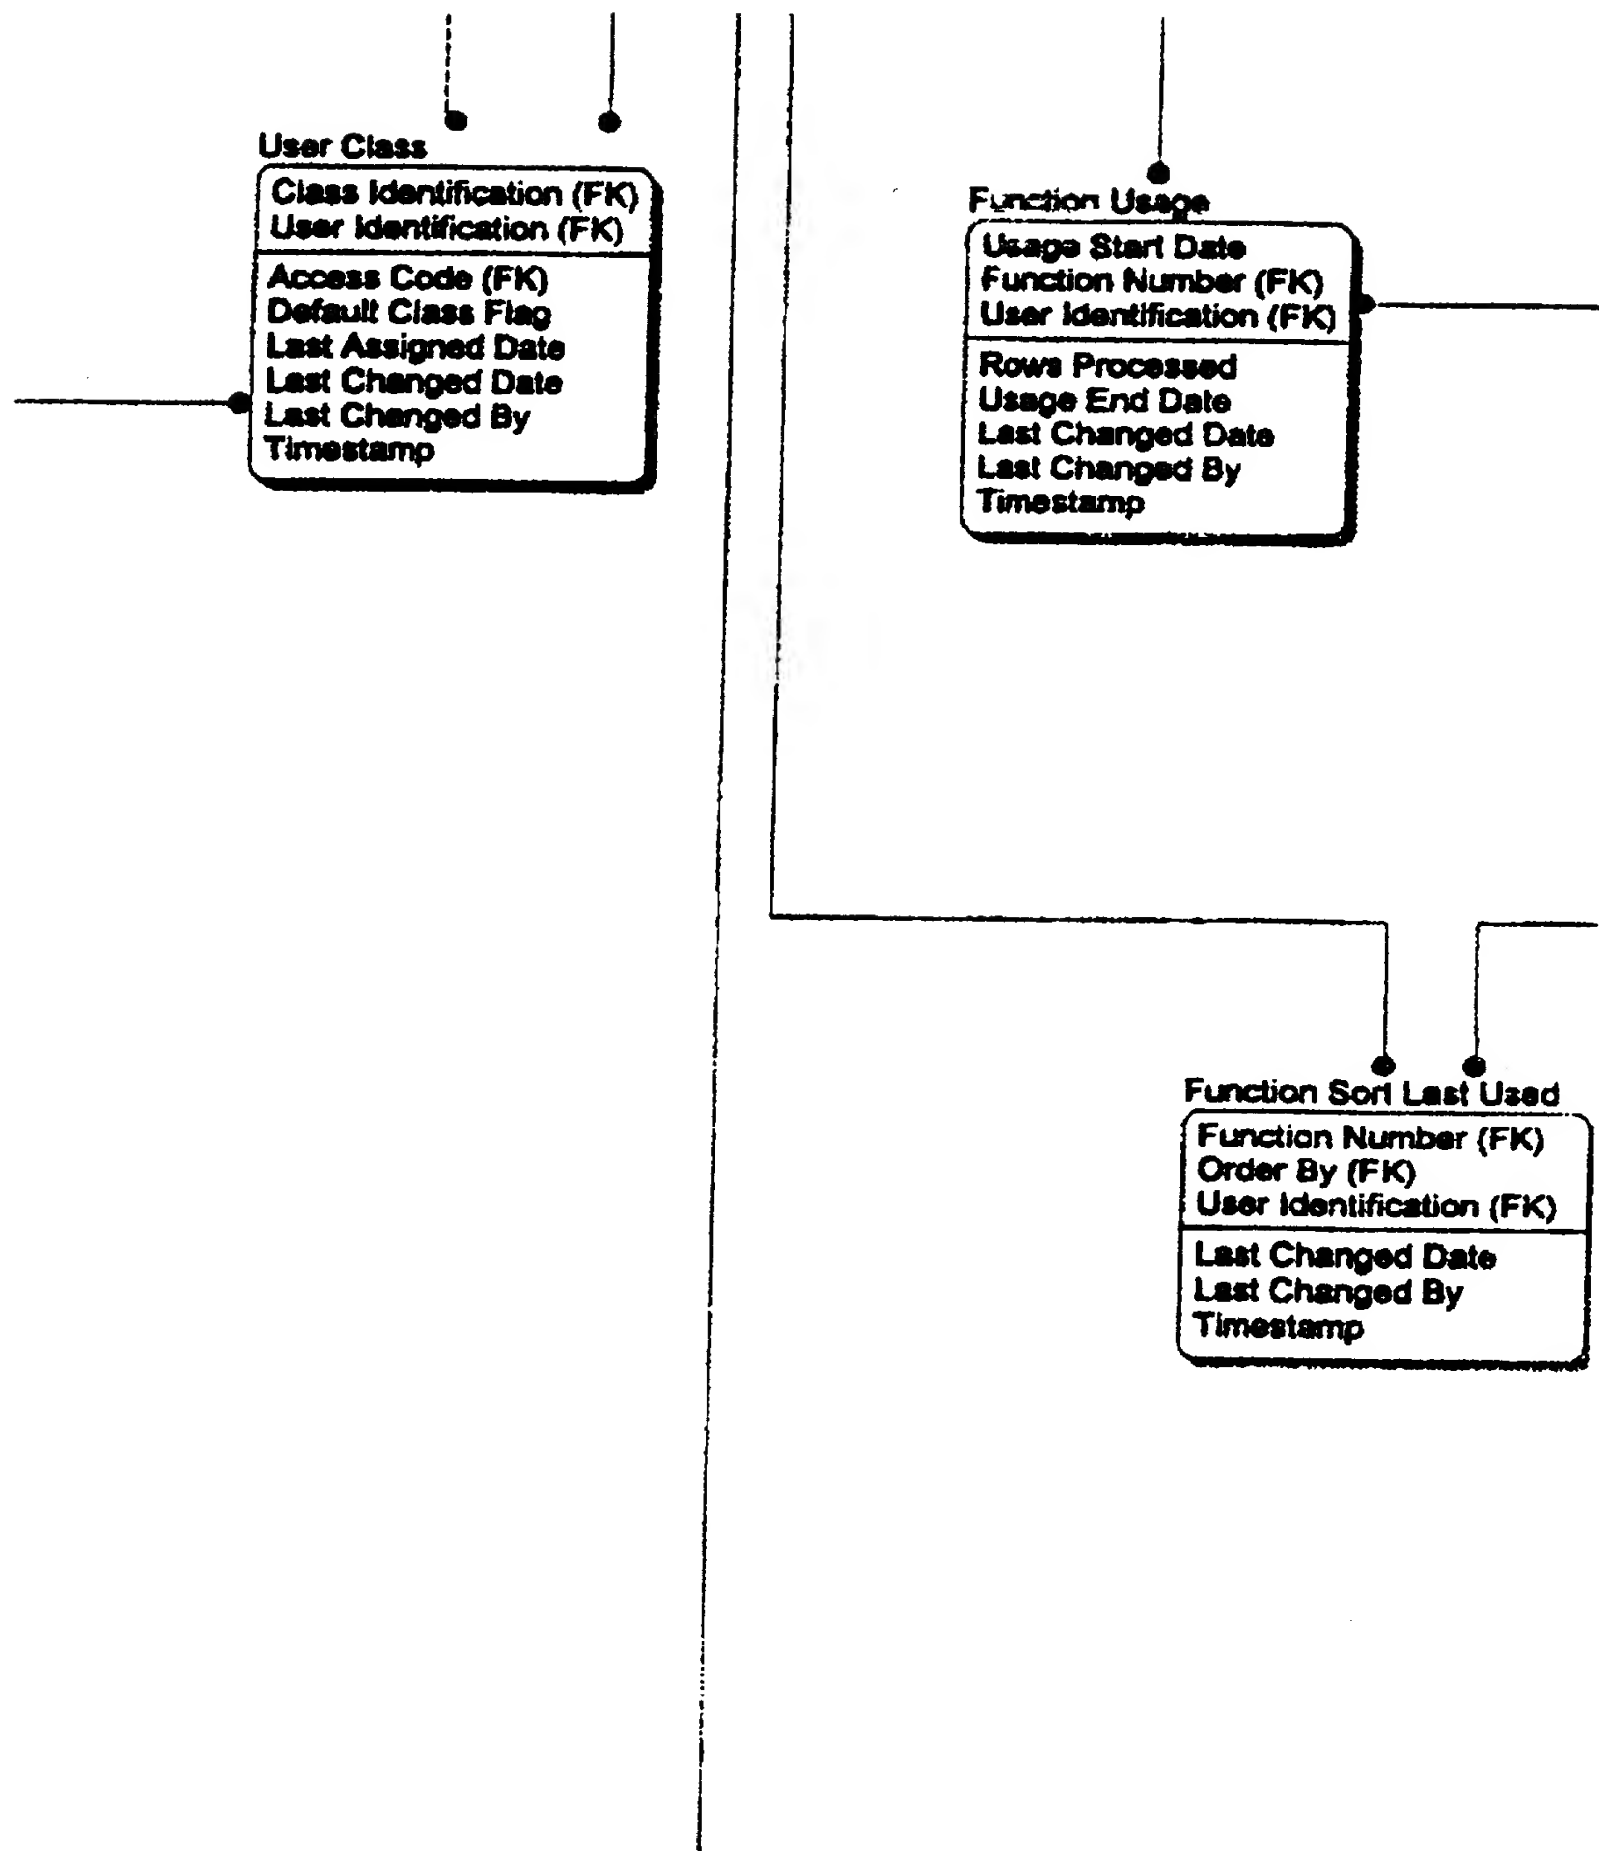 User Class
Class Identification (FK)
User Identification (FK)
Access Code (FK)
Default Class Flag
Last Assigned Date
Last Changed Date
Last Changed By
Timestamp
Function Usage
Usage Start Date
Function Number (FK)
User Identification (FK)
Rows Processed
Usage End Date
Last Changed Date
Last Changed By
Timestamp
Function Sort Last Used
Function Number (FK)
Order By (FK)
User Identification (FK)
Last Changed Date
Last Changed By
Timestamp